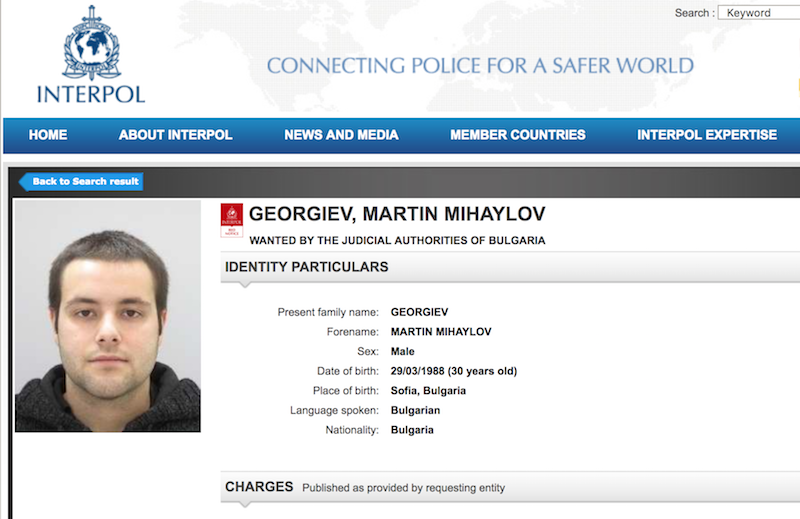 Search :
Keyword
INTERPOL
CONNECTING POLICE FOR A SAFER WORLD
HOME ABOUT INTERPOL NEWS AND MEDIA MEMBER COUNTRIES INTERPOL EXPERTISE
Back to Search result
GEORGIEV, MARTIN MIHAYLOV
WANTED BY THE JUDICIAL AUTHORITIES OF BULGARIA
IDENTITY PARTICULARS
Present family name: GEORGIEV
Forename: MARTIN MIHAYLOV
Sex: Male
Date of birth: 29/03/1988 (30 years old)
Place of birth: Sofia, Bulgaria
Language spoken: Bulgarian
Nationality: Bulgaria
CHARGES Published as provided by requesting entity